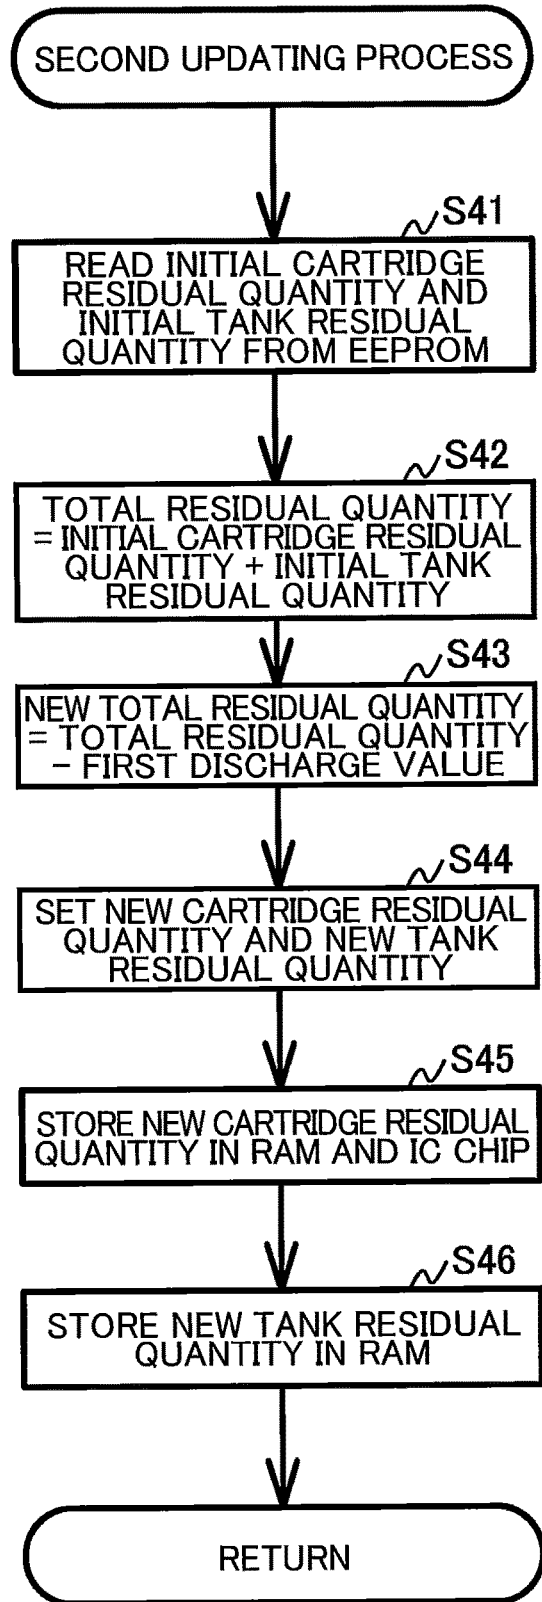 SECOND UPDATING PROCESS
S41
READ INITIAL CARTRIDGE
RESIDUAL QUANTITY AND
INITIAL TANK RESIDUAL
QUANTITY FROM EEPROM
S42
TOTAL RESIDUAL QUANTITY
= INITIAL CARTRIDGE RESIDUAL
QUANTITY + INITIAL TANK
RESIDUAL QUANTITY
S43
NEW TOTAL RESIDUAL QUANTITY
= TOTAL RESIDUAL QUANTITY
− FIRST DISCHARGE VALUE
S44
SET NEW CARTRIDGE RESIDUAL
QUANTITY AND NEW TANK
RESIDUAL QUANTITY
S45
STORE NEW CARTRIDGE RESIDUAL
QUANTITY IN RAM AND IC CHIP
S46
STORE NEW TANK RESIDUAL
QUANTITY IN RAM
RETURN